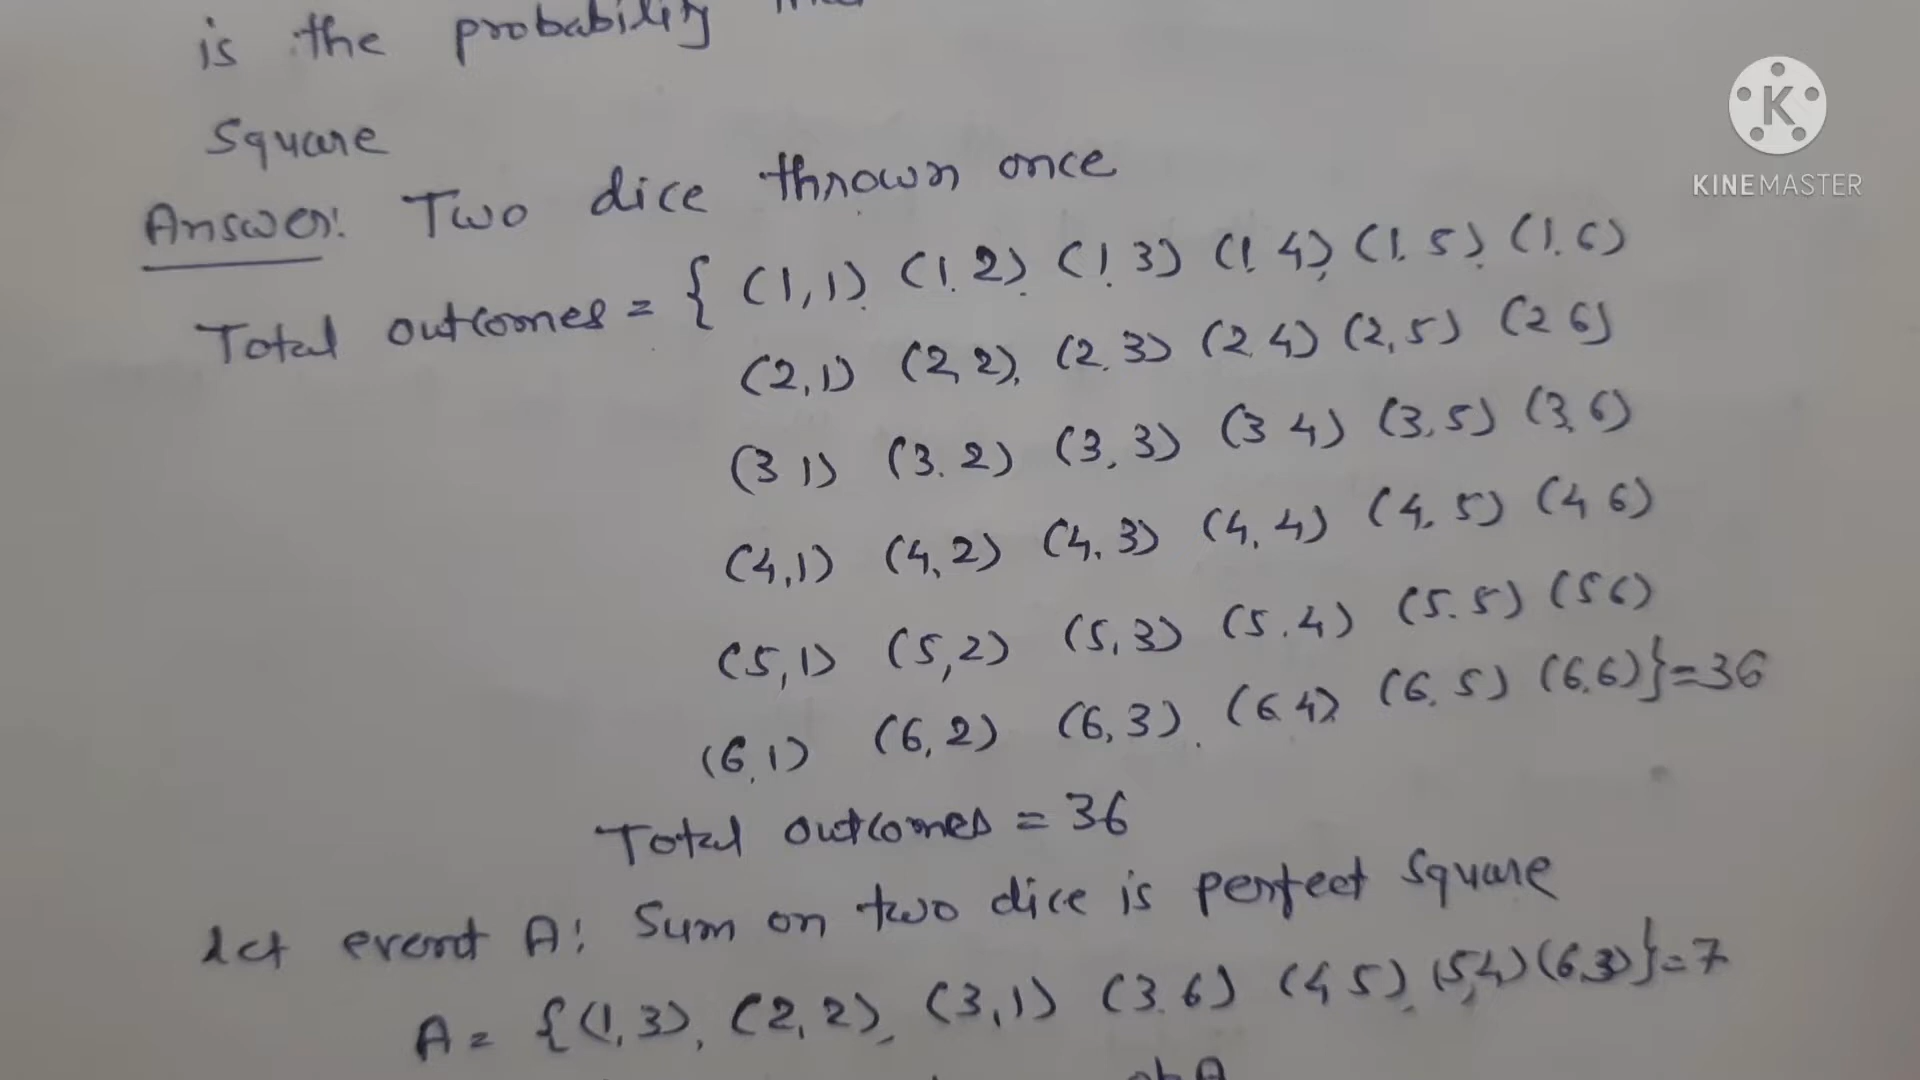 is the probability
Square
KINEMASTER
Answer: Two dice thrown once
Total outcomes = { (1,1) (1,2) (1,3) (1,4) (1,5) (1,6)
(2,1) (2,2), (2,3) (2,4) (2,5) (2 6)
(3 1) (3,2) (3,3) (3 4) (3,5) (3,6)
(4,1) (4,2) (4,3) (4,4) (4,5) (4 6)
(5,1) (5,2) (5,3) (5,4) (5,5) (5 6)
(6,1) (6,2) (6,3) (6,4) (6,5) (6,6)}=36
Total outcomes = 36
Let event A: Sum on two dice is perfect square
A = {(1,3), (2,2), (3,1) (3,6) (4 5), (5,4) (6,3)}=7